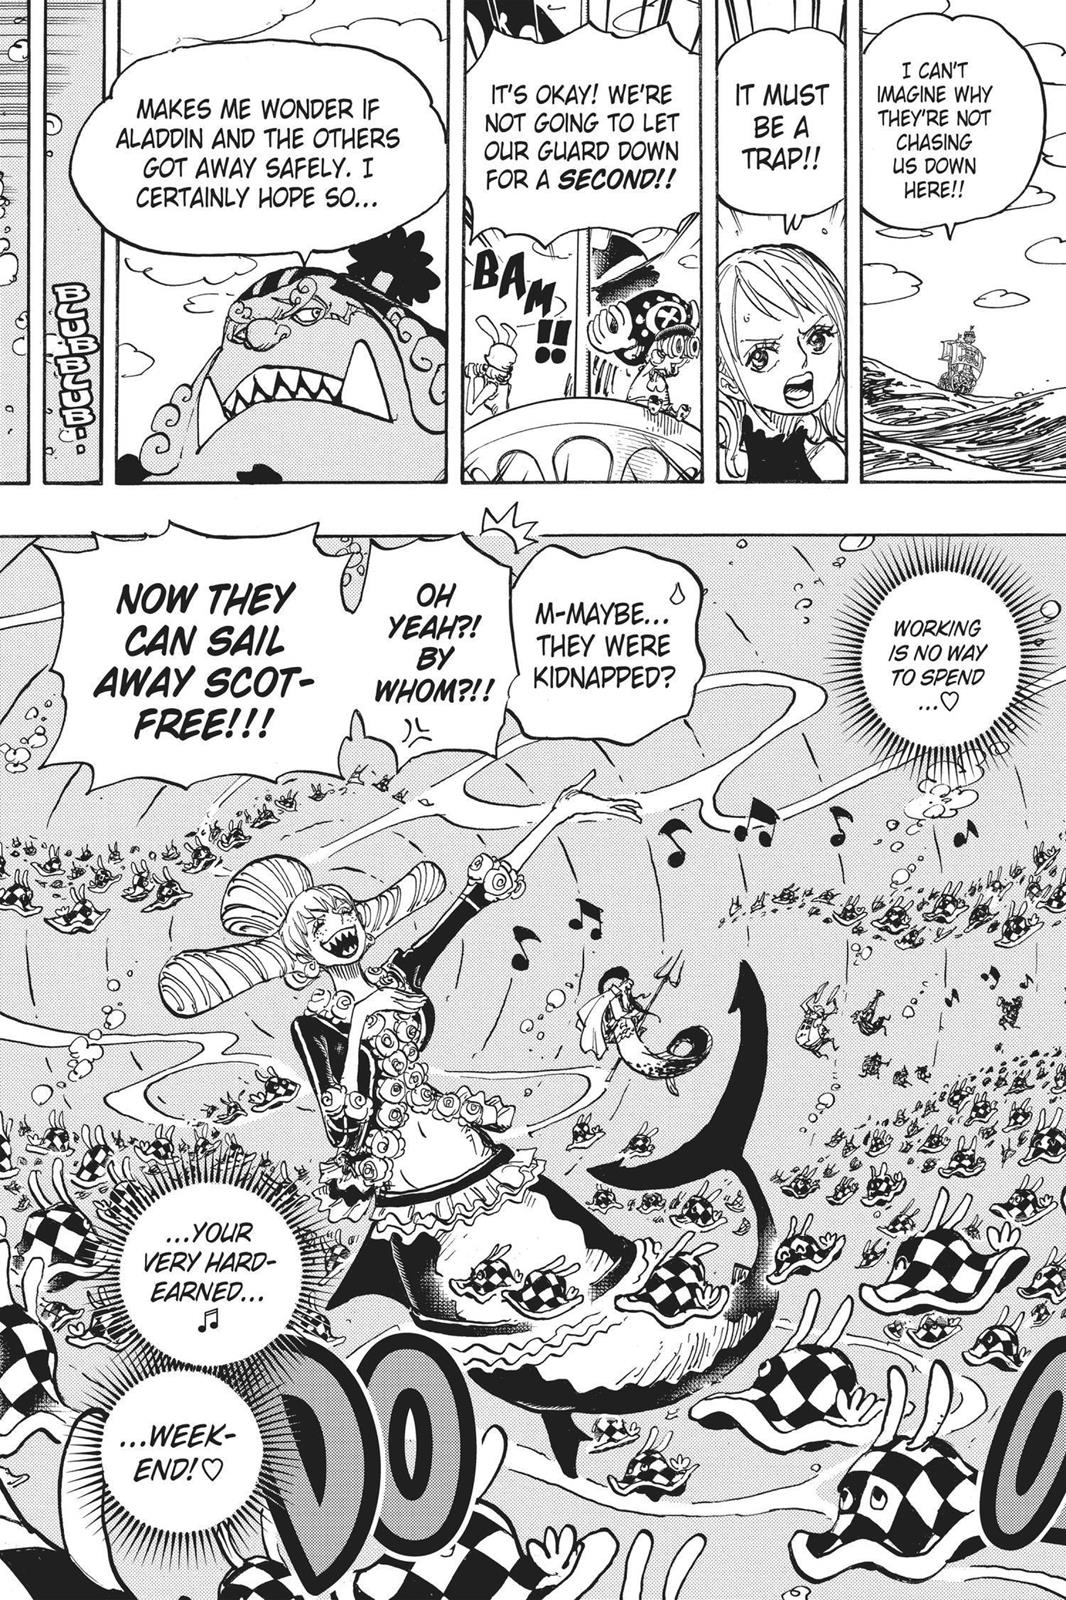 I CAN'T
IMAGINE WHY
THEY'RE NOT
CHASING
US DOWN
HERE!!
IT MUST
BE A
TRAP!!
IT'S OKAY! WE'RE
NOT GOING TO LET
OUR GUARD DOWN
FOR A SECOND!!
BAM!!
MAKES ME WONDER IF
ALADDIN AND THE OTHERS
GOT AWAY SAFELY. I
CERTAINLY HOPE SO...
BLUBBLUB..
WORKING
IS NO WAY
TO SPEND
...♡
M-MAYBE...
THEY WERE
KIDNAPPED?
OH
YEAH?!
BY
WHOM?!!
NOW THEY
CAN SAIL
AWAY SCOT-
FREE!!!
...YOUR
VERY HARD-
EARNED...
♫
...WEEK-
END!♡
DO